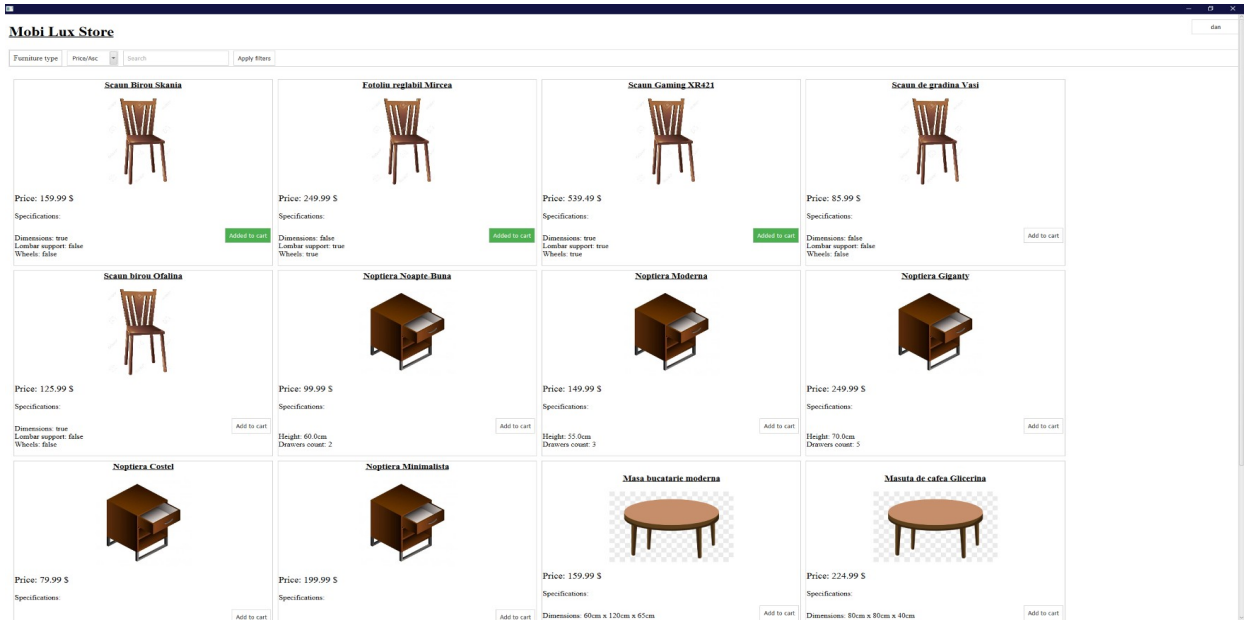 Mobi Lux Store
dan
Furniture type Price/Asc Search Apply filters
Scaun Birou Skania
Price: 159.99 $
Specifications:
Dimensions: true
Lombar support: false
Wheels: false
Added to cart
Fotoliu reglabil Mircea
Price: 249.99 $
Specifications:
Dimensions: false
Lombar support: true
Wheels: true
Added to cart
Scaun Gaming XR421
Price: 539.49 $
Specifications:
Dimensions: true
Lombar support: true
Wheels: true
Added to cart
Scaun de gradina Vasi
Price: 85.99 $
Specifications:
Dimensions: false
Lombar support: false
Wheels: false
Add to cart
Scaun birou Ofalina
Price: 125.99 $
Specifications:
Dimensions: true
Lombar support: false
Wheels: false
Add to cart
Noptiera Noapte-Buna
Price: 99.99 $
Specifications:
Height: 60.0cm
Drawers count: 2
Add to cart
Noptiera Moderna
Price: 149.99 $
Specifications:
Height: 55.0cm
Drawers count: 3
Add to cart
Noptiera Giganty
Price: 249.99 $
Specifications:
Height: 70.0cm
Drawers count: 5
Add to cart
Noptiera Costel
Price: 79.99 $
Specifications:
Add to cart
Noptiera Minimalista
Price: 199.99 $
Specifications:
Add to cart
Masa bucatarie moderna
Price: 159.99 $
Specifications:
Dimensions: 60cm x 120cm x 65cm
Add to cart
Masuta de cafea Glicerina
Price: 224.99 $
Specifications:
Dimensions: 80cm x 80cm x 40cm
Add to cart